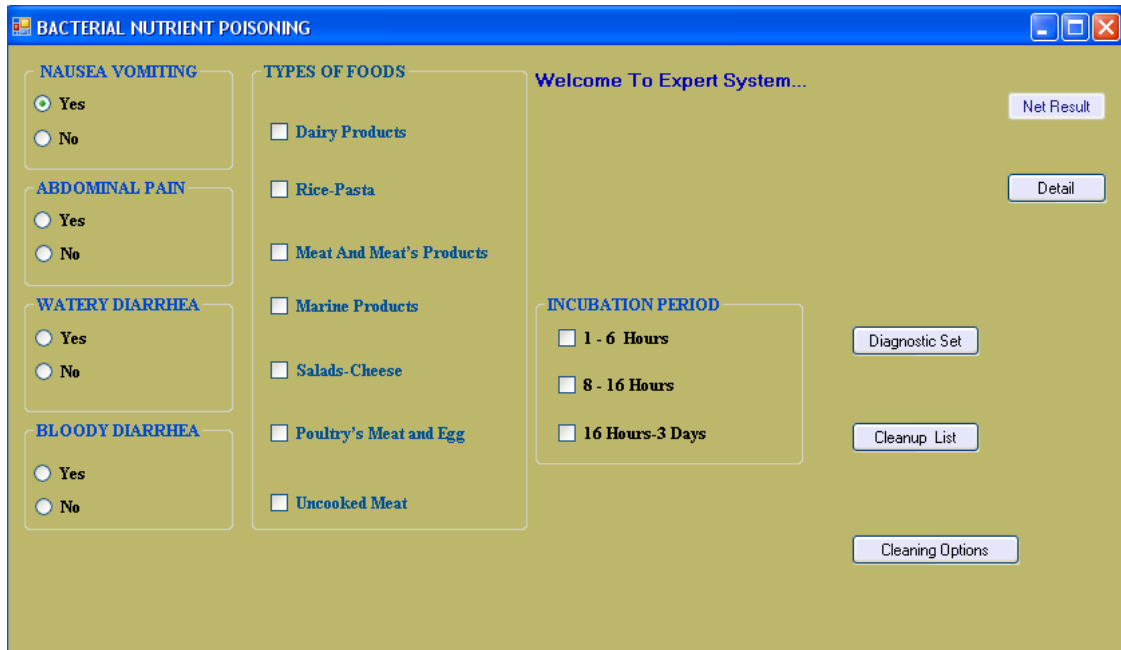 BACTERIAL NUTRIENT POISONING
NAUSEA VOMITING
Yes
No
ABDOMINAL PAIN
Yes
No
WATERY DIARRHEA
Yes
No
BLOODY DIARRHEA
Yes
No
TYPES OF FOODS
Dairy Products
Rice-Pasta
Meat And Meat's Products
Marine Products
Salads-Cheese
Poultry's Meat and Egg
Uncooked Meat
Welcome To Expert System...
INCUBATION PERIOD
1 - 6 Hours
8 - 16 Hours
16 Hours-3 Days
Net Result
Detail
Diagnostic Set
Cleanup List
Cleaning Options